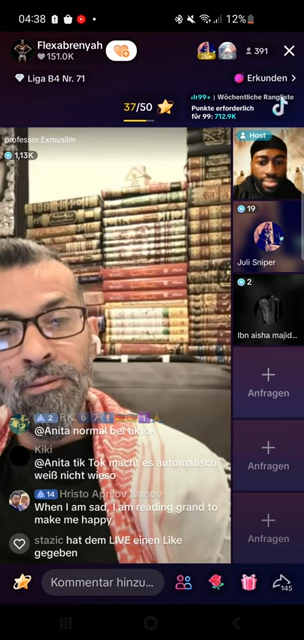 04:38
12%
Flexabrenyah
151.0K
391
Liga B4 Nr. 71
Erkunden >
37/50
99+ | Wöchentliche Rangliste
Punkte erforderlich
für 99: 712.9K
professor.Exmuslim
1,13K
Host
19
Juli Sniper
2
Ibn aisha majid...
Anfragen
Anfragen
Anfragen
2
@Anita normal bei tiktok
Kiki
@Anita tik Tok macht es automatisch
weiß nicht wieso
14 Hristo Aprilov Ivanov
When I am sad, I am reading grand to
make me happy
stazic hat dem LIVE einen Like
gegeben
Kommentar hinzu...
145